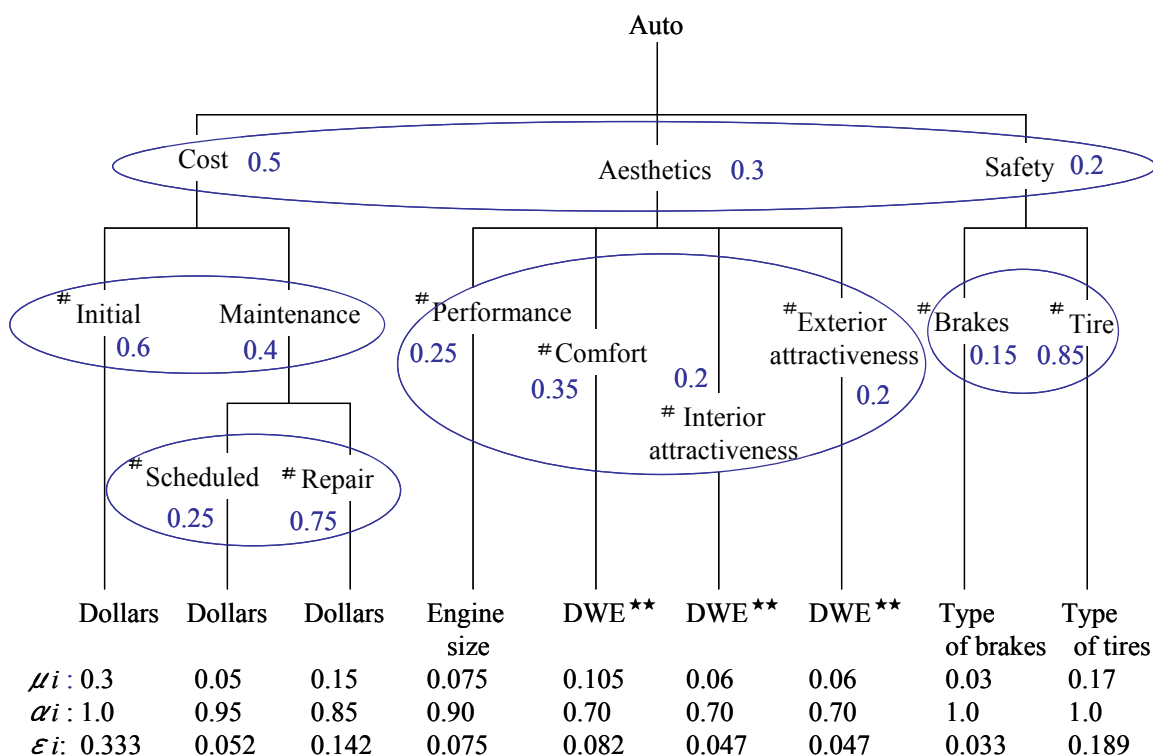 Auto
Cost 0.5
Aesthetics 0.3
Safety 0.2
#Initial
0.6
Maintenance
0.4
#Performance
0.25
#Comfort
0.35
0.2
# Interior
attractiveness
#Exterior
attractiveness
0.2
#Brakes
0.15
# Tire
0.85
#Scheduled
0.25
#Repair
0.75
Dollars Dollars Dollars Engine size DWE★★ DWE★★ DWE★★ Type of brakes Type of tires
μi : 0.3 0.05 0.15 0.075 0.105 0.06 0.06 0.03 0.17
αi : 1.0 0.95 0.85 0.90 0.70 0.70 0.70 1.0 1.0
εi: 0.333 0.052 0.142 0.075 0.082 0.047 0.047 0.033 0.189